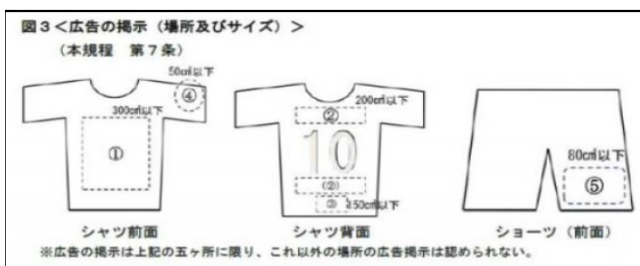 図3<広告の掲示(場所及びサイズ)>
(本規程 第7条)
50c㎡以下
④
300c㎡以下
①
200c㎡以下
②
10
(②)
③
150c㎡以下
80c㎡以下
⑤
シャツ前面
シャツ背面
ショーツ(前面)
※広告の掲示は上記の五ヶ所に限り、これ以外の場所の広告掲示は認められない。